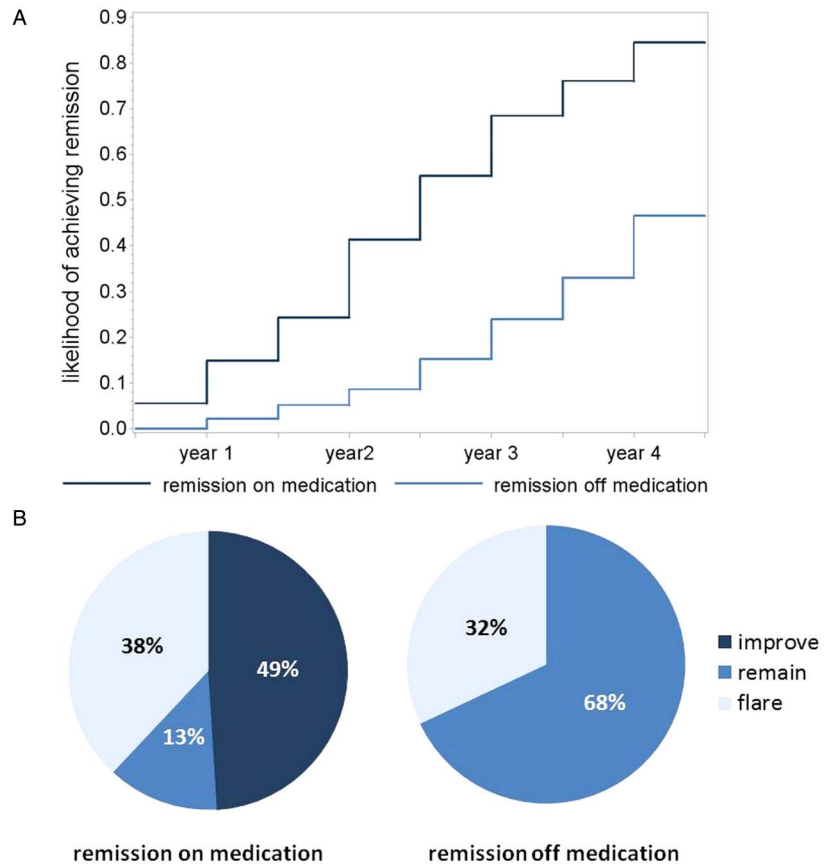 A
likelihood of achieving remission
0.9
0.8
0.7
0.6
0.5
0.4
0.3
0.2
0.1
0.0
year 1 year2 year 3 year 4
remission on medication remission off medication
B
38% 49% 13%
32% 68%
improve
remain
flare
remission on medication remission off medication